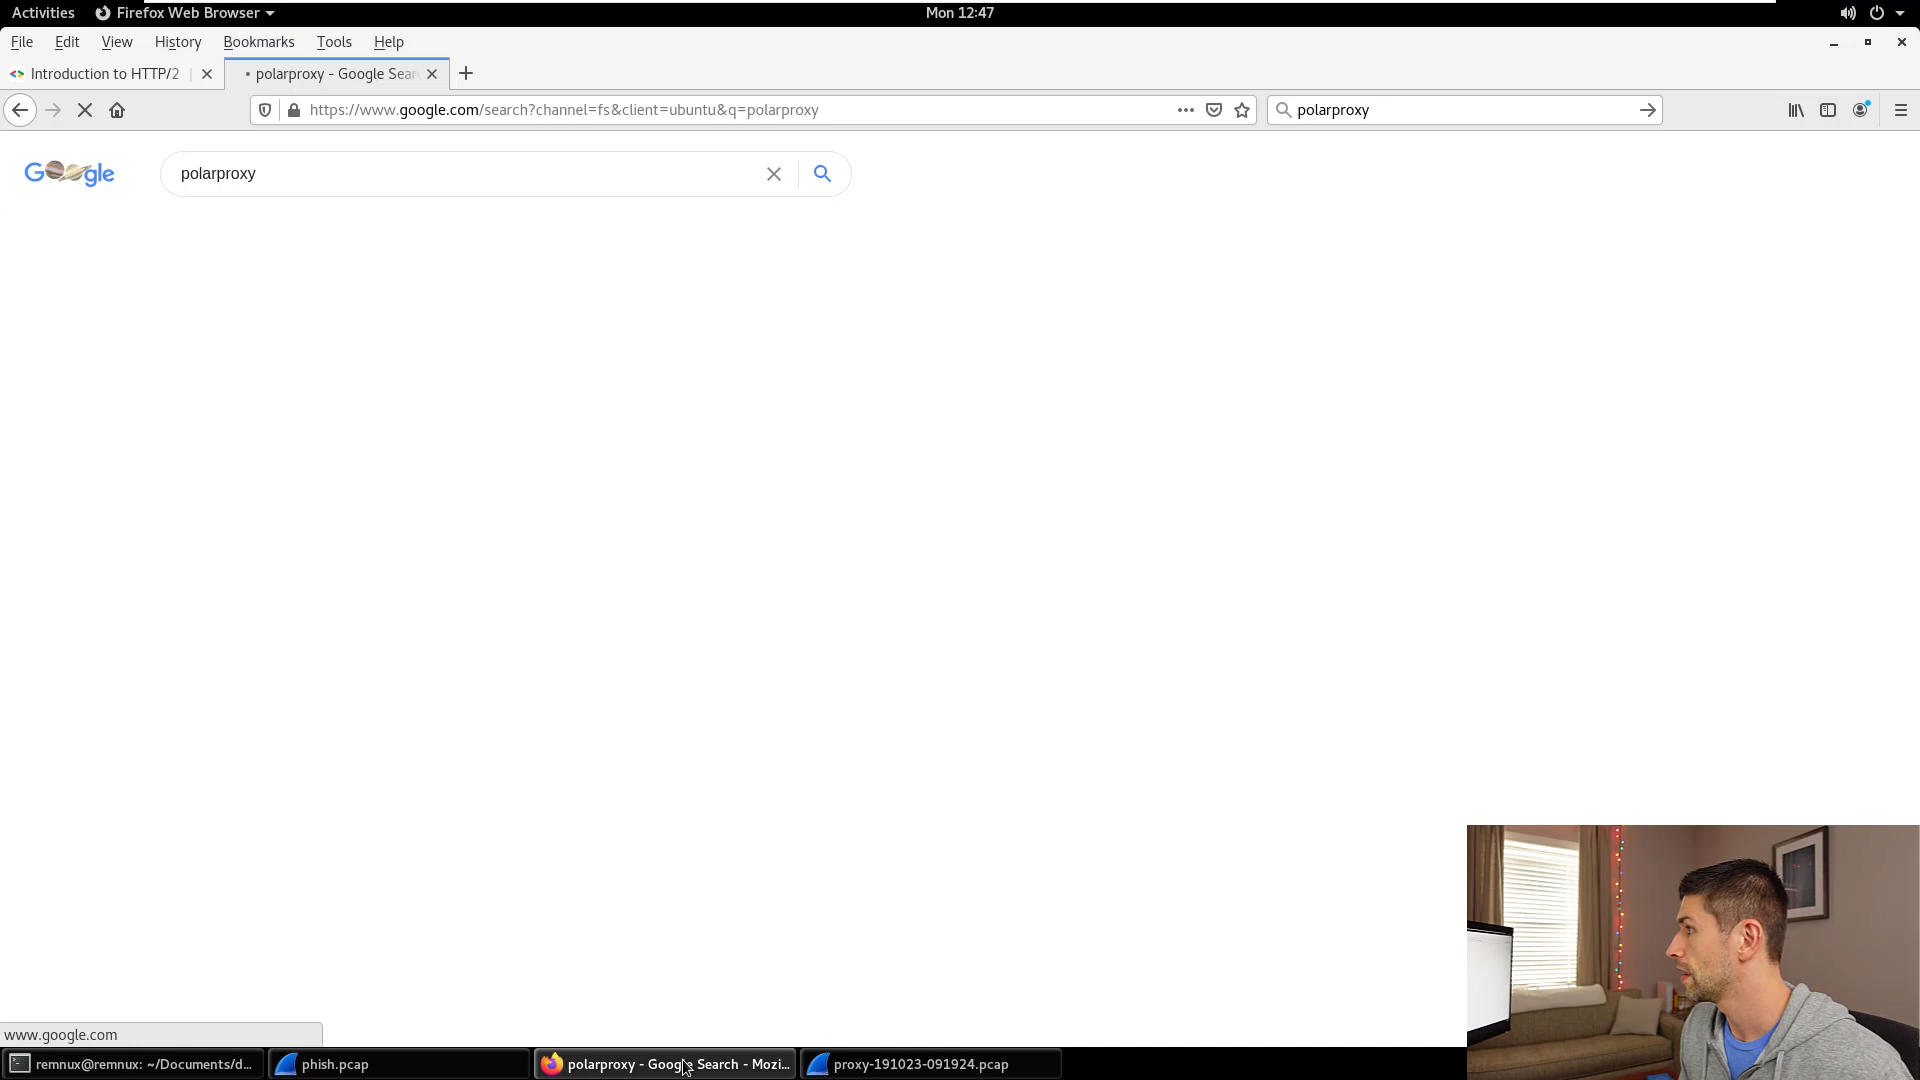 Activities Firefox Web Browser Mon 12:47
File Edit View History Bookmarks Tools Help
Introduction to HTTP/2 polarproxy - Google Sear
https://www.google.com/search?channel=fs&client=ubuntu&q=polarproxy polarproxy
Google polarproxy
www.google.com
remnux@remnux: ~/Documents/d... phish.pcap polarproxy - Google Search - Mozi... proxy-191023-091924.pcap